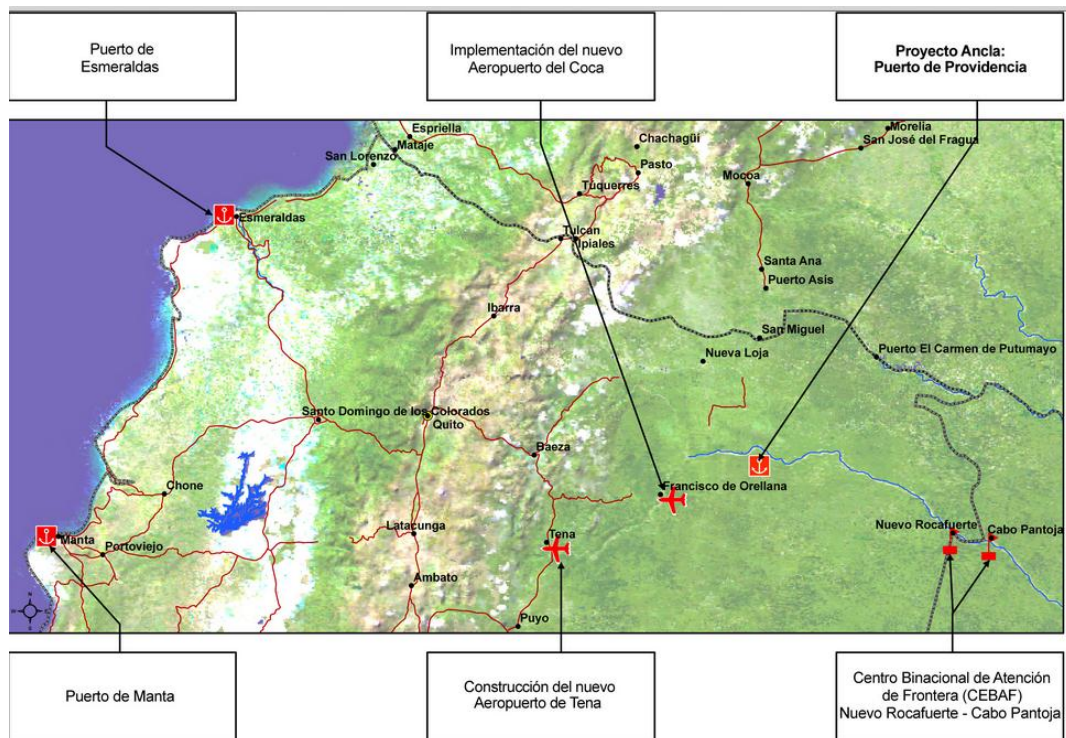 Puerto de
Esmeraldas
Implementación del nuevo
Aeropuerto del Coca
Proyecto Ancla:
Puerto de Providencia
Espriella
Mataje
San Lorenzo
Chachagüí
Pasto
Tuquerres
Morelia
San José del Fragua
Mocoa
Esmeraldas
Tulcan
Ipiales
Santa Ana
Puerto Asis
Ibarra
San Miguel
Nueva Loja
Puerto El Carmen de Putumayo
Santo Domingo de los Colorados
Quito
Baeza
Chone
Francisco de Orellana
Manta
Portoviejo
Latacunga
Tena
Nuevo Rocafuerte
Cabo Pantoja
Ambato
Puyo
N
Puerto de Manta
Construcción del nuevo
Aeropuerto de Tena
Centro Binacional de Atención
de Frontera (CEBAF)
Nuevo Rocafuerte - Cabo Pantoja